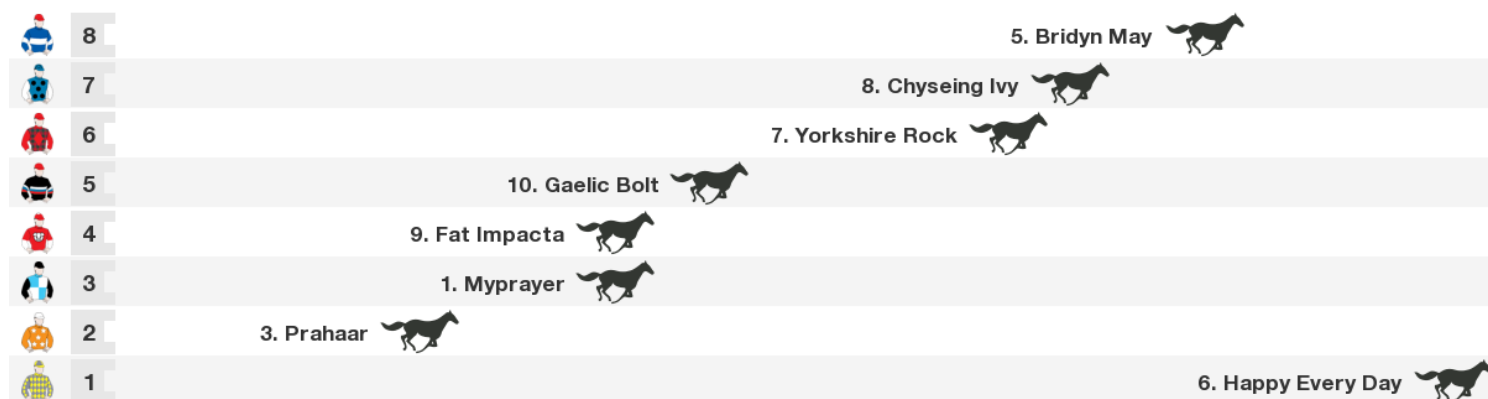 8 5. Bridyn May
7 8. Chyseing Ivy
6 7. Yorkshire Rock
5 10. Gaelic Bolt
4 9. Fat Impacta
3 1. Myprayer
2 3. Prahaar
1 6. Happy Every Day